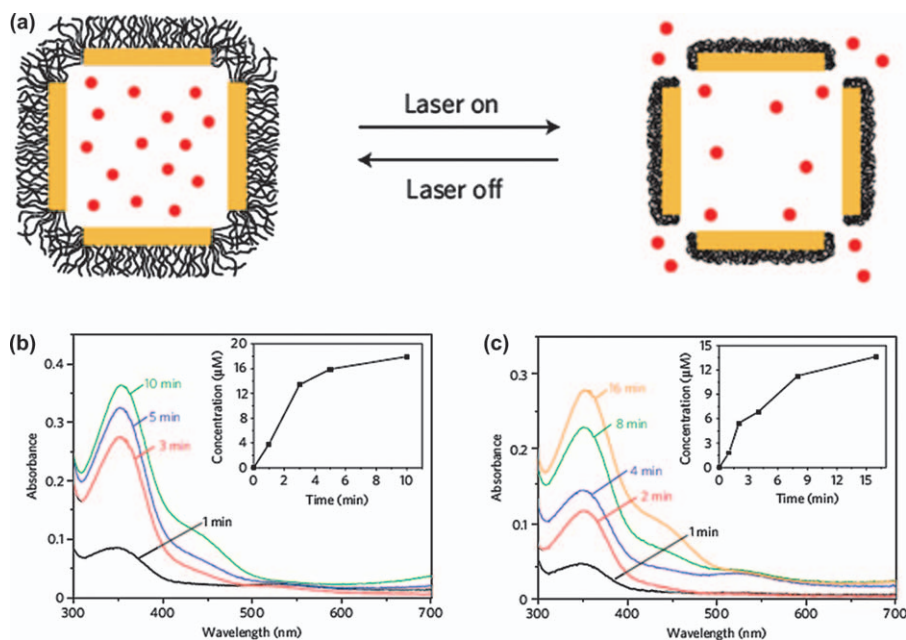 (a)
Laser on
Laser off
(b)
0.4
0.3
0.2
0.1
0
300
400
500
600
700
Absorbance
Wavelength (nm)
10 min
5 min
3 min
1 min
20
16
12
8
4
0
0
2
4
6
8
10
Concentration (μM)
Time (min)
(c)
0.3
0.2
0.1
0
300
400
500
600
700
Absorbance
Wavelength (nm)
16 min
8 min
4 min
2 min
1 min
15
12
9
6
3
0
0
3
6
9
12
15
Concentration (μM)
Time (min)